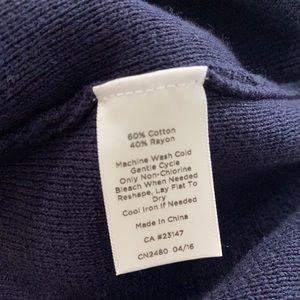 60% Cotton
40% Rayon
Machine Wash Cold
Gentle Cycle
Only Non-Chlorine
Bleach When Needed
Reshape, Lay Flat To
Dry
Cool Iron If Needed
Made In China
CA #23147
CN2480 04/16